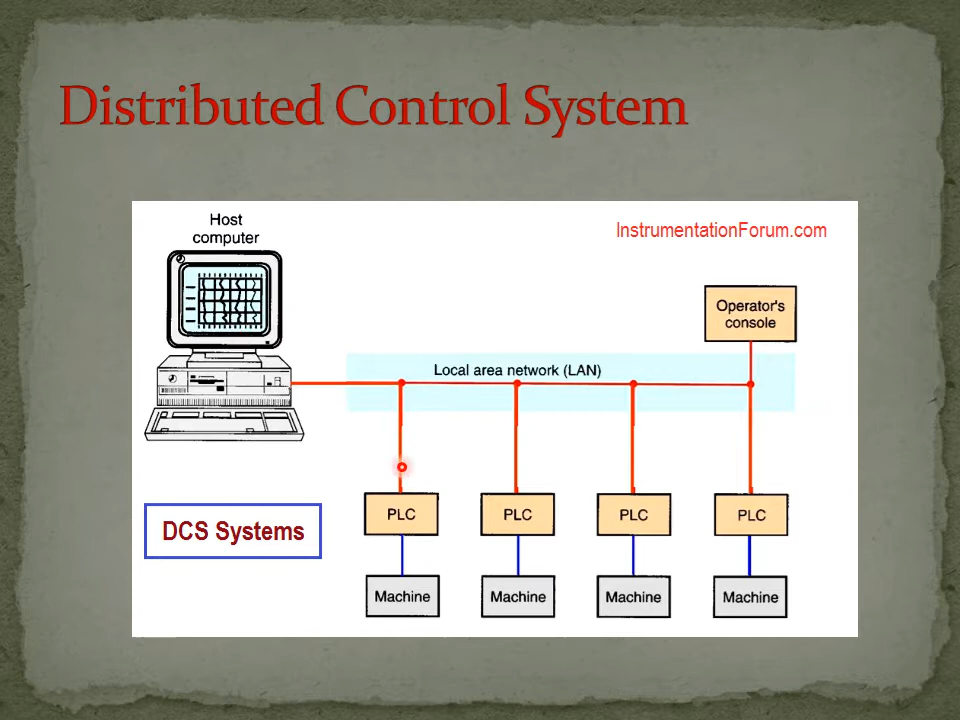 Distributed Control System
Host
computer
InstrumentationForum.com
Operator's
console
Local area network (LAN)
DCS Systems
PLC
PLC
PLC
PLC
Machine
Machine
Machine
Machine